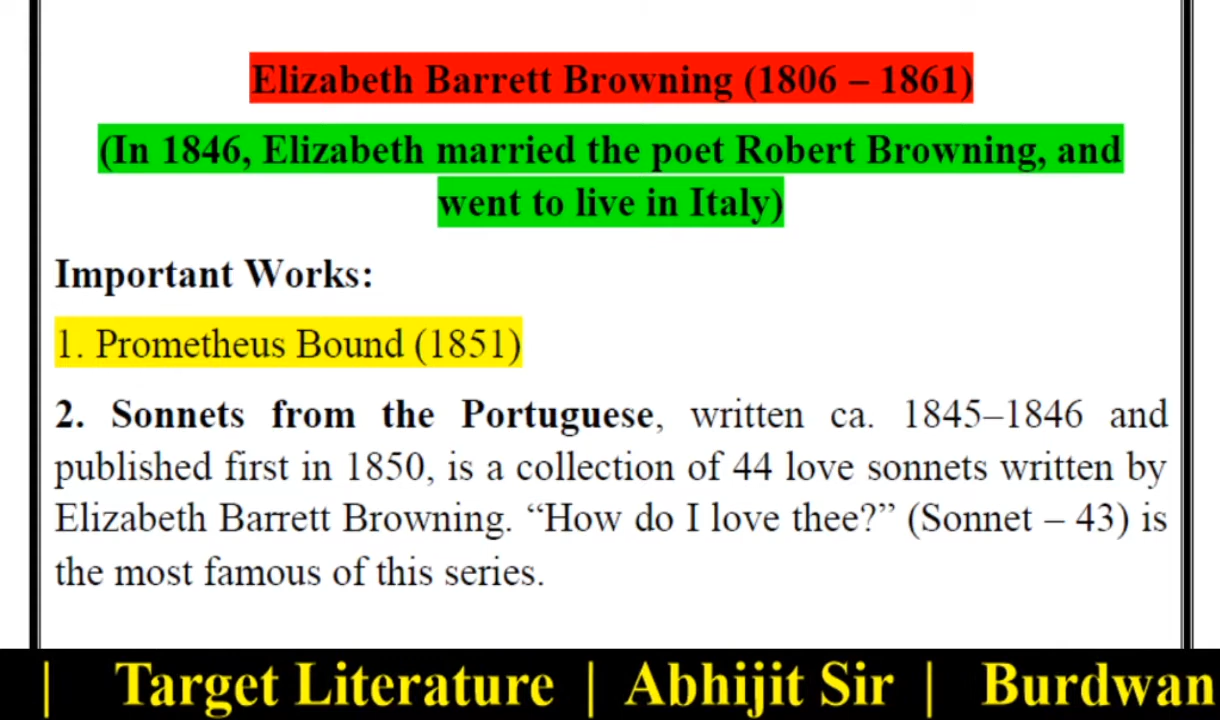 Elizabeth Barrett Browning (1806 – 1861)
(In 1846, Elizabeth married the poet Robert Browning, and
went to live in Italy)
Important Works:
1. Prometheus Bound (1851)
2. Sonnets from the Portuguese, written ca. 1845–1846 and
published first in 1850, is a collection of 44 love sonnets written by
Elizabeth Barrett Browning. “How do I love thee?” (Sonnet – 43) is
the most famous of this series.
| Target Literature | Abhijit Sir | Burdwan